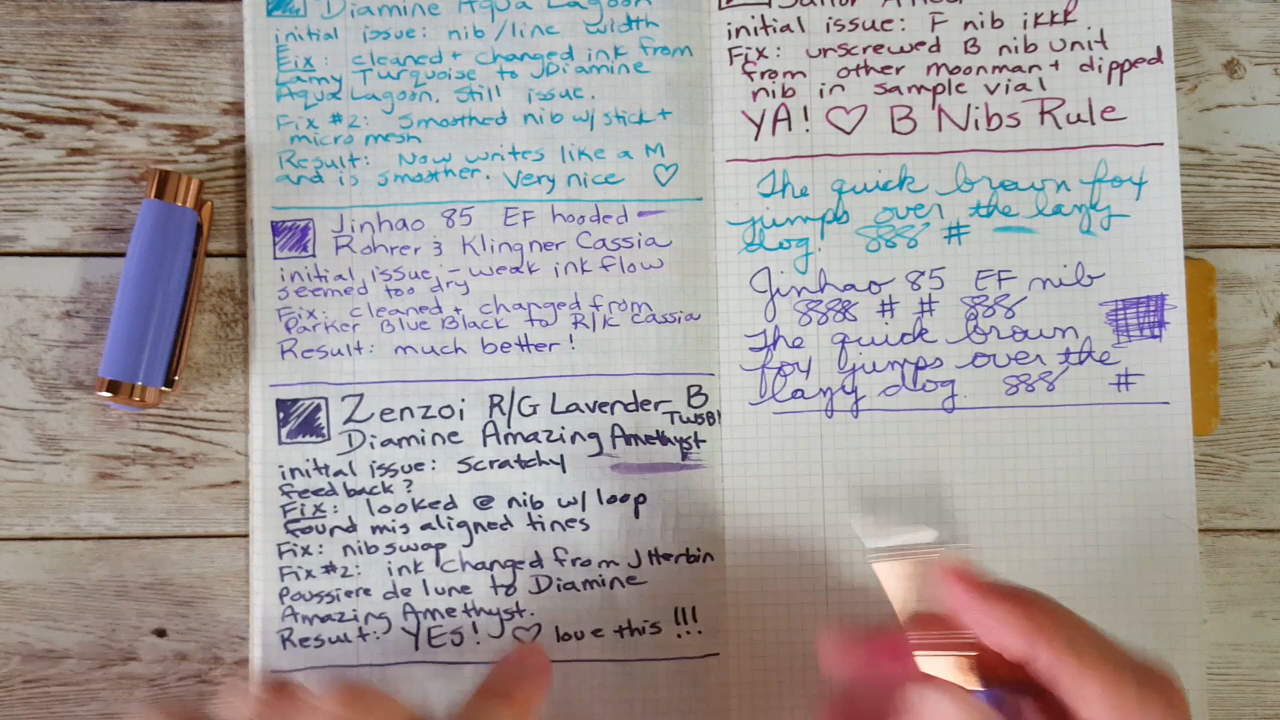 Diamine Aqua Lagoon
initial issue: nib/line width
Fix: cleaned + changed ink from
Lamy Turquoise to Diamine
Aqua Lagoon. Still issue.
Fix #2: Smoothed nib w/ stick +
micro mesh
Result: Now writes like a M
and is smoother. Very nice ♡
Jinhao 85 EF hooded
Rohrer & Klingner Cassia
initial issue - weak ink flow
seemed too dry
Fix: cleaned + changed from
Parker Blue Black to R/K Cassia
Result: much better!
Zenzoi R/G Lavender B
TWSBI
Diamine Amazing Amethyst
initial issue: Scratchy
feedback?
Fix: looked @ nib w/ loop
found mis aligned tines
Fix: nib swap
Fix #2: ink changed from J Herbin
Poussiere de lune to Diamine
Amazing Amethyst.
Result: YES! ♡ love this!!!
initial issue: F nib ikkk.
Fix: unscrewed B nib unit
from other moonman + dipped
nib in sample vial
YA! ♡ B Nibs Rule
The quick brown fox
jumps over the lazy
dog. 888 #
Jinhao 85 EF nib
8888 # # 888
The quick brown
fox jumps over the
lazy dog. 888 #